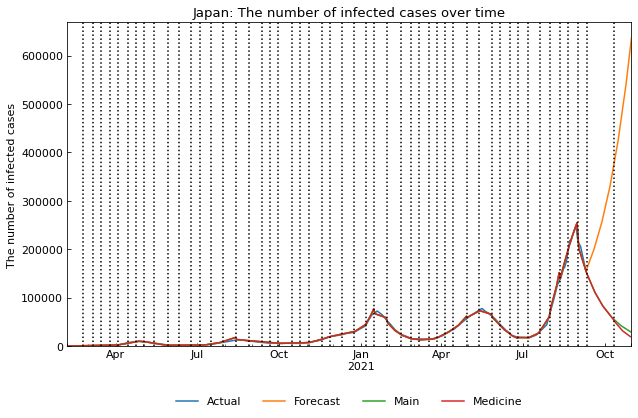 Japan: The number of infected cases over time
The number of infected cases
600000
500000
400000
300000
200000
100000
0
Apr Jul Oct Jan Apr Jul Oct
2021
Actual Forecast Main Medicine